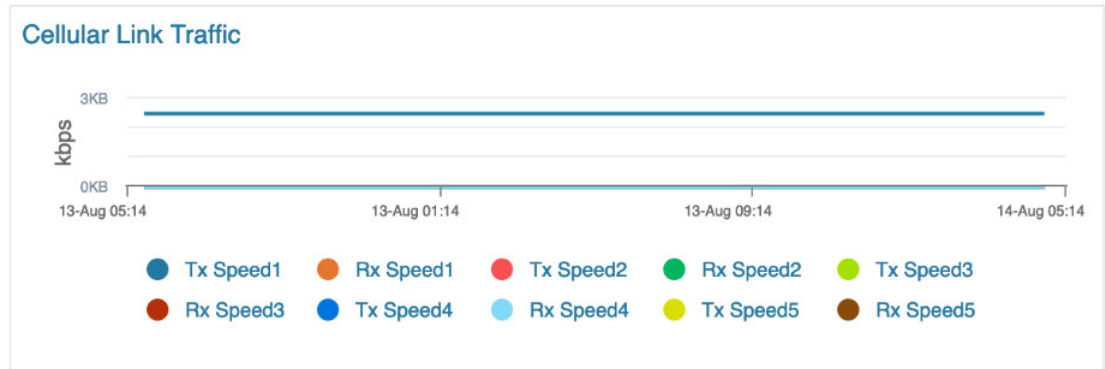 Cellular Link Traffic
3KB
kbps
0KB
13-Aug 05:14 13-Aug 01:14 13-Aug 09:14 14-Aug 05:14
Tx Speed1 Rx Speed1 Tx Speed2 Rx Speed2 Tx Speed3
Rx Speed3 Tx Speed4 Rx Speed4 Tx Speed5 Rx Speed5